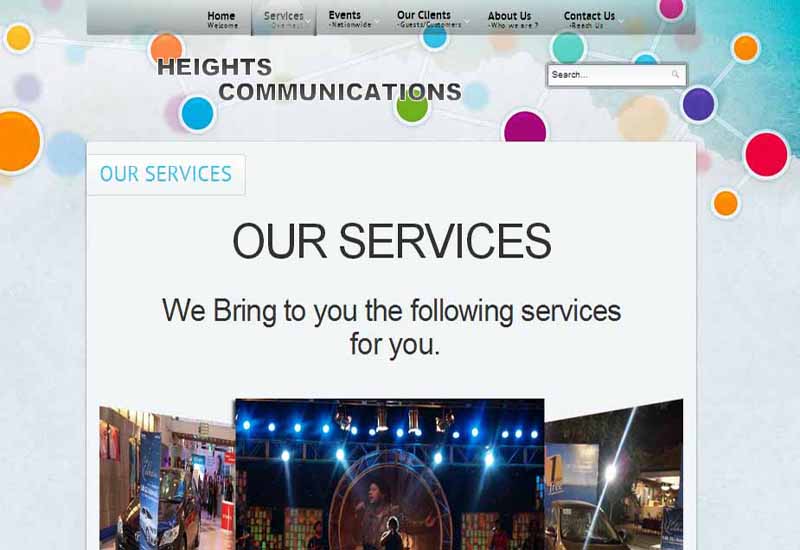 Home Services Events Our Clients About Us Contact Us
Welcome -Nationwide -Guests/Customers -Who we are ? -Reach Us
HEIGHTS
COMMUNICATIONS
Search...
OUR SERVICES
OUR SERVICES
We Bring to you the following services
for you.
1